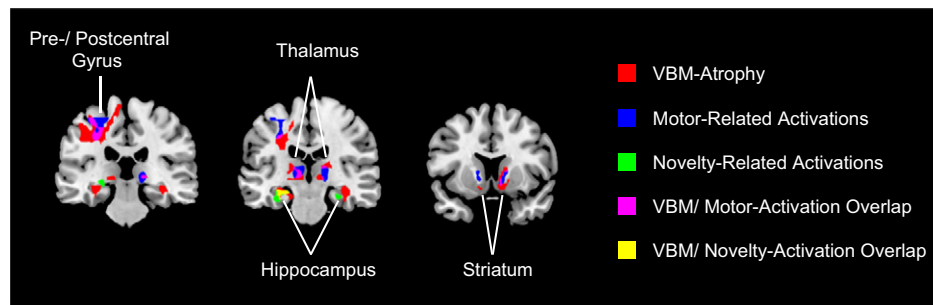 Pre-/ Postcentral
Gyrus
Thalamus
Hippocampus
Striatum
VBM-Atrophy
Motor-Related Activations
Novelty-Related Activations
VBM/ Motor-Activation Overlap
VBM/ Novelty-Activation Overlap